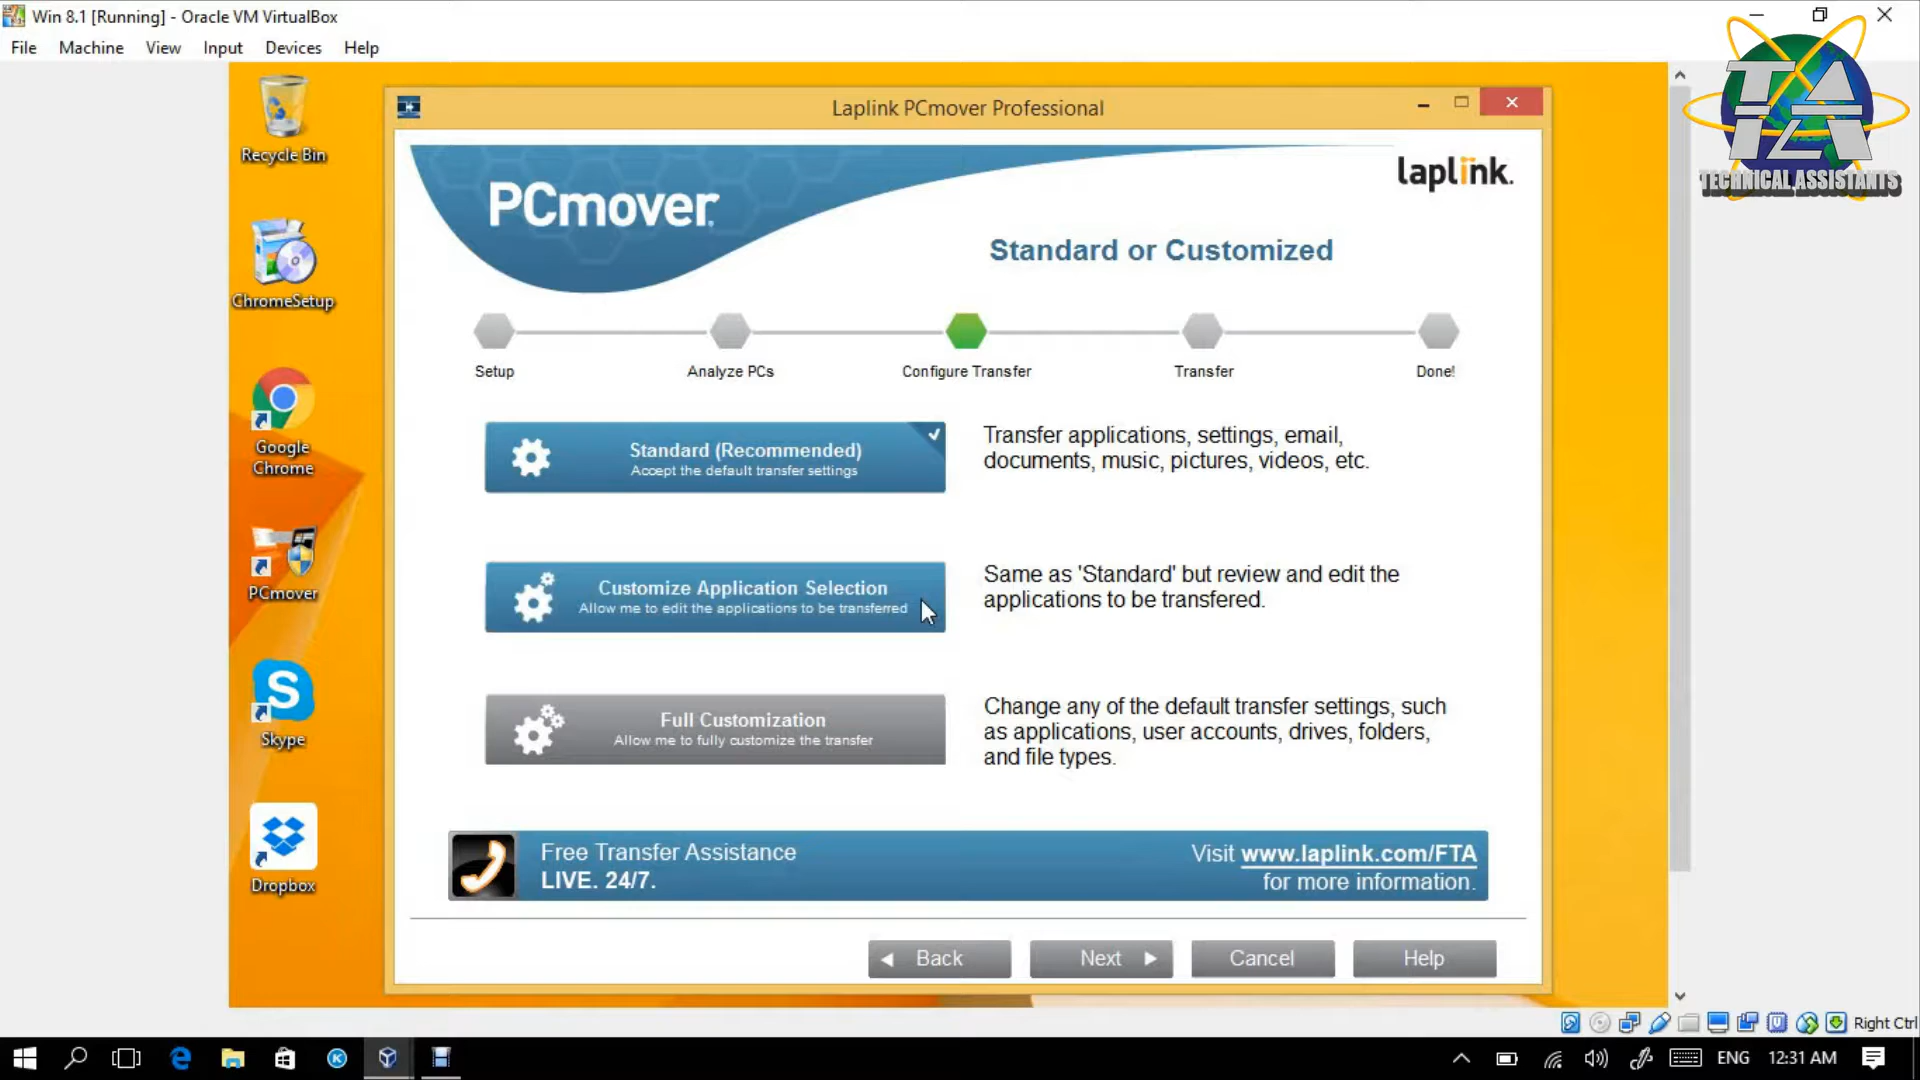 Win 8.1 [Running] - Oracle VM VirtualBox
File Machine View Input Devices Help
TECHNICAL ASSISTANTS
Recycle Bin
ChromeSetup
Google
Chrome
PCmover
Skype
Dropbox
Laplink PCmover Professional
PCmover
laplink.
Standard or Customized
Setup Analyze PCs Configure Transfer Transfer Done!
Standard (Recommended)
Accept the default transfer settings
Transfer applications, settings, email,
documents, music, pictures, videos, etc.
Customize Application Selection
Allow me to edit the applications to be transferred
Same as 'Standard' but review and edit the
applications to be transfered.
Full Customization
Allow me to fully customize the transfer
Change any of the default transfer settings, such
as applications, user accounts, drives, folders,
and file types.
Free Transfer Assistance
LIVE. 24/7.
Visit www.laplink.com/FTA
for more information.
Back Next Cancel Help
Right Ctrl
ENG 12:31 AM